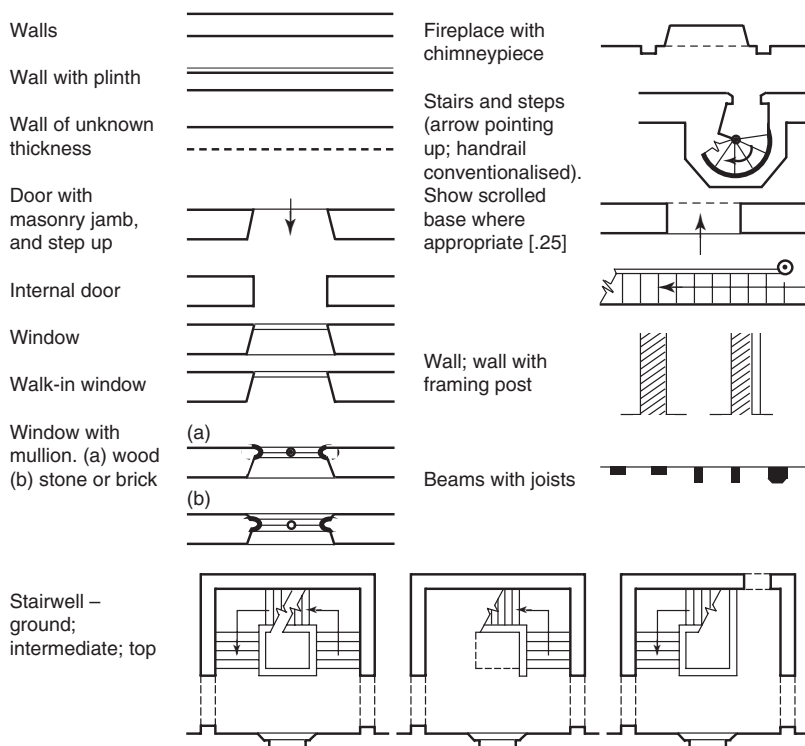 Walls
Wall with plinth
Wall of unknown
thickness
Door with
masonry jamb,
and step up
Internal door
Window
Walk-in window
Window with
mullion. (a) wood
(b) stone or brick
(a)
(b)
Fireplace with
chimneypiece
Stairs and steps
(arrow pointing
up; handrail
conventionalised).
Show scrolled
base where
appropriate [.25]
Wall; wall with
framing post
Beams with joists
Stairwell –
ground;
intermediate; top